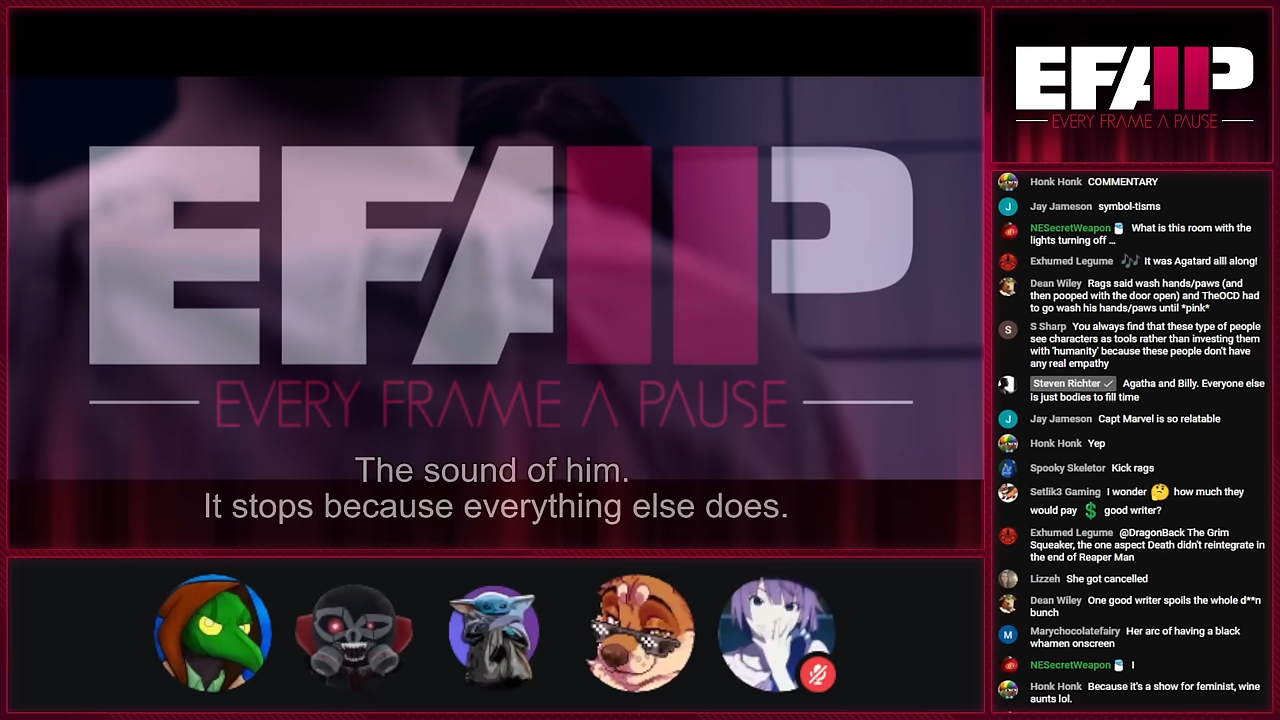 EFAP
EVERY FRAME A PAUSE
The sound of him.
It stops because everything else does.
EFAP
EVERY FRAME A PAUSE
Honk Honk COMMENTARY
J Jay Jameson symbol-tisms
NESecretWeapon What is this room with the
lights turning off ...
Exhumed Legume 🎶 It was Agatard alll along!
Dean Wiley Rags said wash hands/paws (and
then pooped with the door open) and TheOCD had
to go wash his hands/paws until *pink*
S S Sharp You always find that these type of people
see characters as tools rather than investing them
with 'humanity' because these people don't have
any real empathy
Steven Richter ✓ Agatha and Billy. Everyone else
is just bodies to fill time
J Jay Jameson Capt Marvel is so relatable
Honk Honk Yep
Spooky Skeletor Kick rags
Setlik3 Gaming I wonder 🤔 how much they
would pay 💲 good writer?
Exhumed Legume @DragonBack The Grim
Squeaker, the one aspect Death didn't reintegrate in
the end of Reaper Man
Lizzeh She got cancelled
Dean Wiley One good writer spoils the whole d**n
bunch
M Marychocolatefairy Her arc of having a black
whamen onscreen
NESecretWeapon I
Honk Honk Because it's a show for feminist, wine
aunts lol.